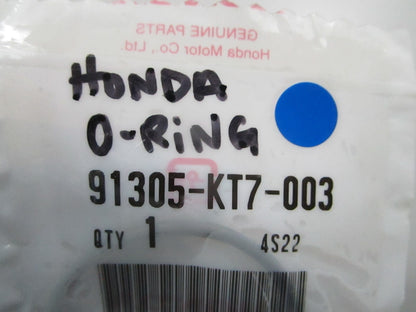 GENUINE PARTS
Honda Motor Co., Ltd.
HONDA
O-RING
91305-KT7-003
QTY 1 4S22